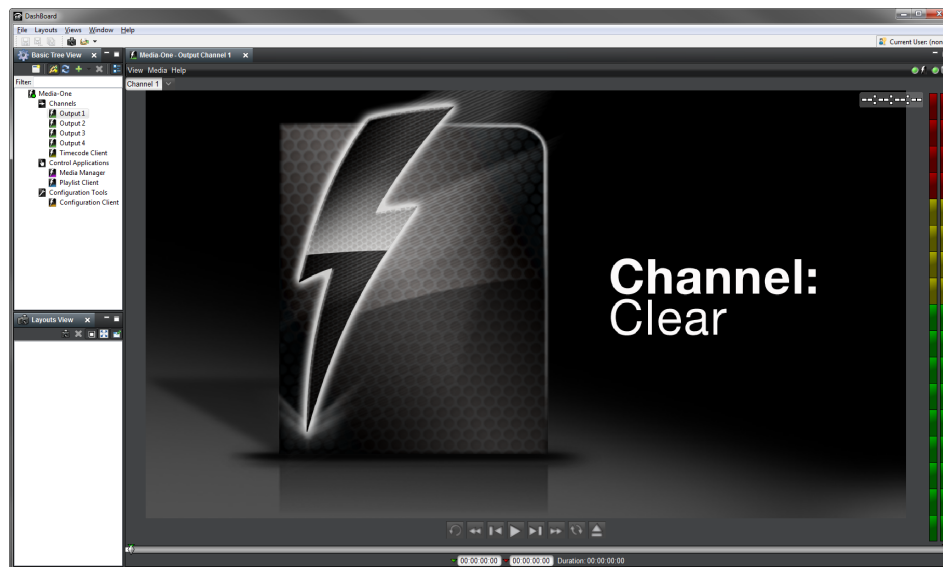 DashBoard
File Layouts Views Window Help
Current User: (non
Basic Tree View
Media-One - Output Channel 1
View Media Help
Filter:
Channel 1
Media-One
Channels
Output 1
Output 2
Output 3
Output 4
Timecode Client
Control Applications
Media Manager
Playlist Client
Configuration Tools
Configuration Client
--:--:--:--
Channel:
Clear
Layouts View
00:00:00:00 00:00:00:00 Duration: 00:00:00:00